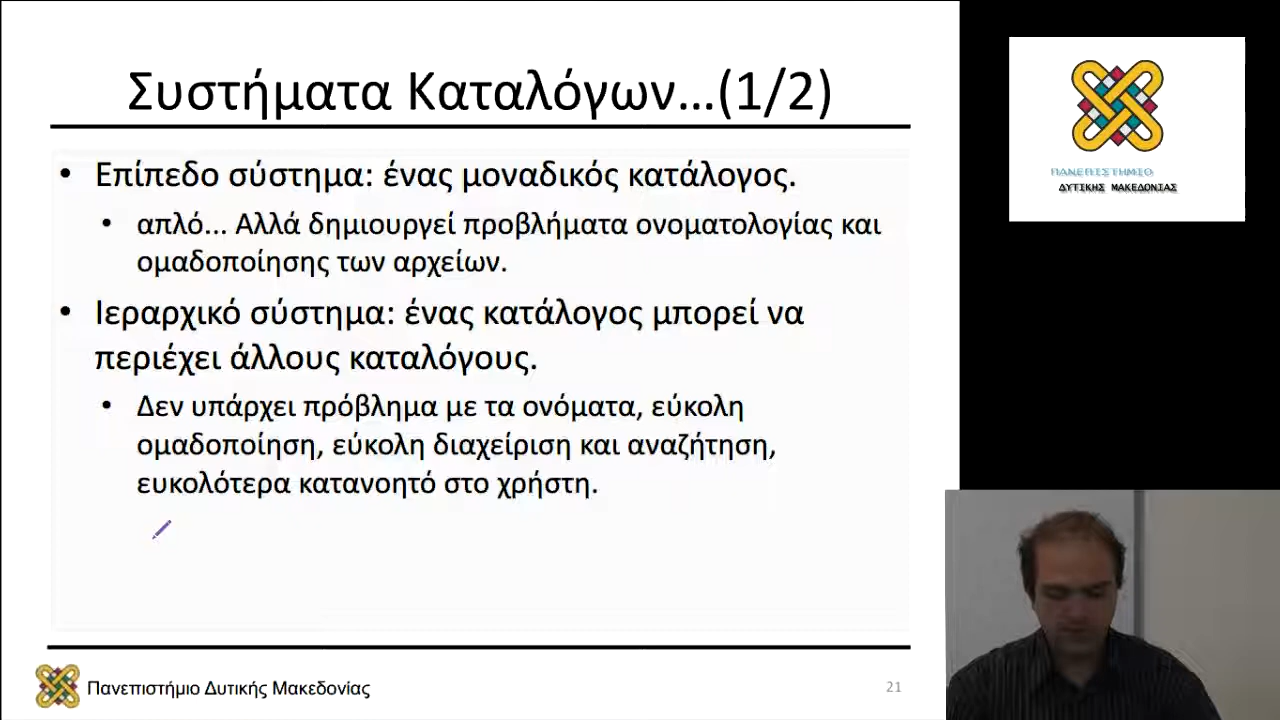 Συστήματα Καταλόγων...(1/2)
• Επίπεδο σύστημα: ένας μοναδικός κατάλογος.
• απλό... Αλλά δημιουργεί προβλήματα ονοματολογίας και
ομαδοποίησης των αρχείων.
• Ιεραρχικό σύστημα: ένας κατάλογος μπορεί να
περιέχει άλλους καταλόγους.
• Δεν υπάρχει πρόβλημα με τα ονόματα, εύκολη
ομαδοποίηση, εύκολη διαχείριση και αναζήτηση,
ευκολότερα κατανοητό στο χρήστη.
Πανεπιστήμιο Δυτικής Μακεδονίας
21
ΠΑΝΕΠΙΣΤΗΜΙΟ
ΔΥΤΙΚΗΣ ΜΑΚΕΔΟΝΙΑΣ